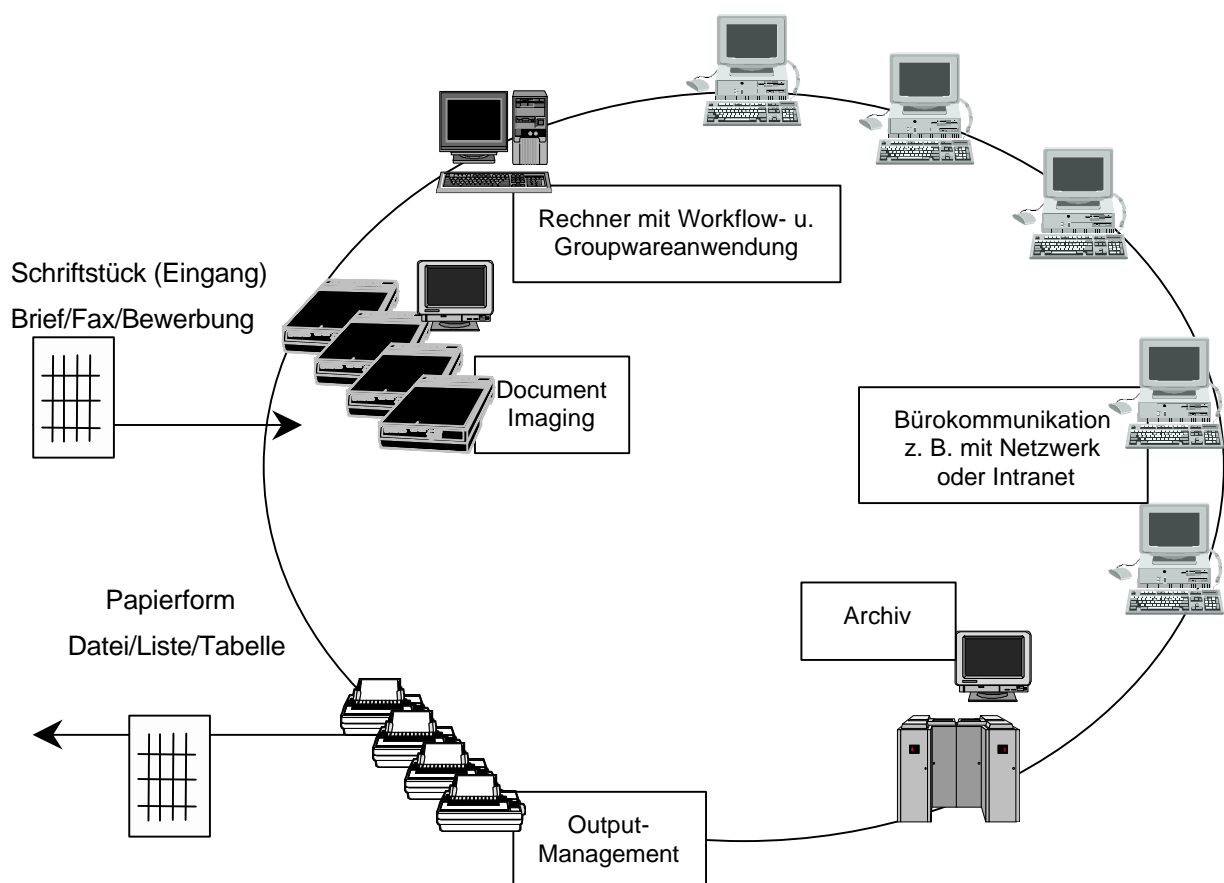 Rechner mit Workflow- u.
Groupwareanwendung
Schriftstück (Eingang)
Brief/Fax/Bewerbung
Document
Imaging
Bürokommunikation
z. B. mit Netzwerk
oder Intranet
Papierform
Datei/Liste/Tabelle
Archiv
Output-
Management